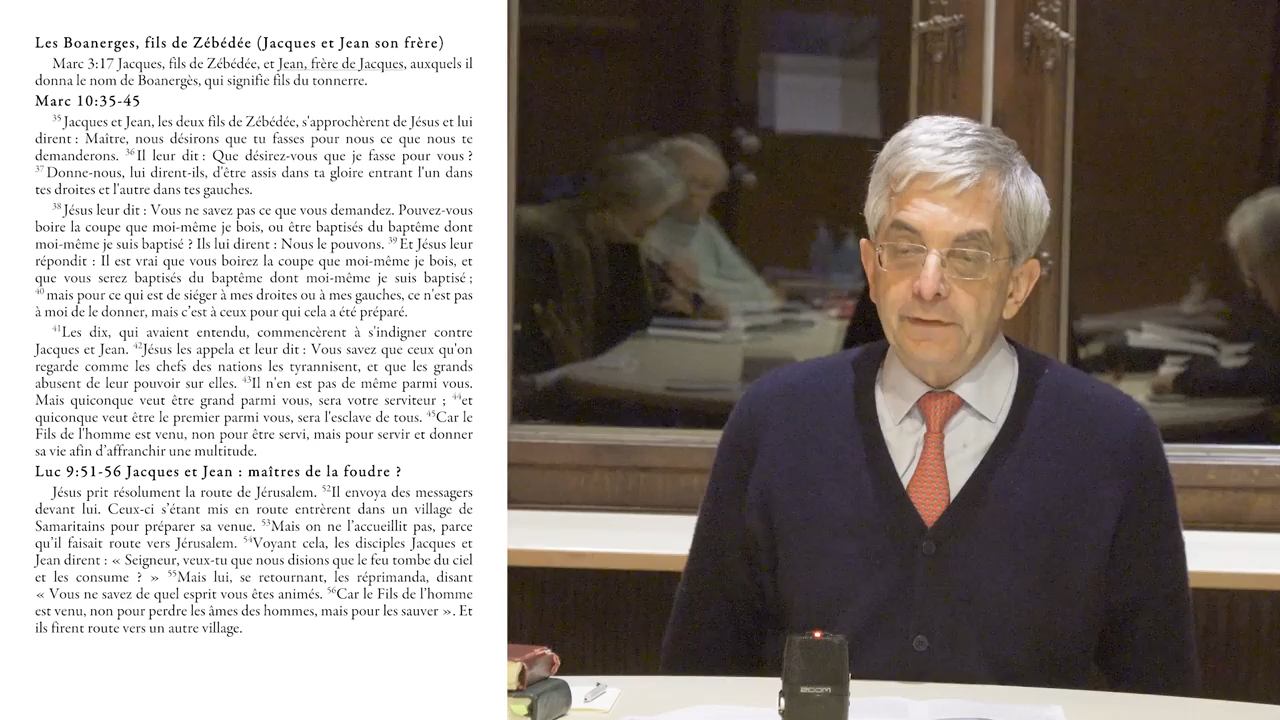 Les Boanerges, fils de Zébédée (Jacques et Jean son frère)
Marc 3:17 Jacques, fils de Zébédée, et Jean, frère de Jacques, auxquels il
donna le nom de Boanergès, qui signifie fils du tonnerre.
Marc 10:35-45
35 Jacques et Jean, les deux fils de Zébédée, s'approchèrent de Jésus et lui
dirent : Maître, nous désirons que tu fasses pour nous ce que nous te
demanderons. 36 Il leur dit : Que désirez-vous que je fasse pour vous ?
37 Donne-nous, lui dirent-ils, d'être assis dans ta gloire entrant l'un dans
tes droites et l'autre dans tes gauches.
38 Jésus leur dit : Vous ne savez pas ce que vous demandez. Pouvez-vous
boire la coupe que moi-même je bois, ou être baptisés du baptême dont
moi-même je suis baptisé ? Ils lui dirent : Nous le pouvons. 39 Et Jésus leur
répondit : Il est vrai que vous boirez la coupe que moi-même je bois, et
que vous serez baptisés du baptême dont moi-même je suis baptisé ;
40 mais pour ce qui est de siéger à mes droites ou à mes gauches, ce n'est pas
à moi de le donner, mais c'est à ceux pour qui cela a été préparé.
41 Les dix, qui avaient entendu, commencèrent à s'indigner contre
Jacques et Jean. 42 Jésus les appela et leur dit : Vous savez que ceux qu'on
regarde comme les chefs des nations les tyrannisent, et que les grands
abusent de leur pouvoir sur elles. 43 Il n'en est pas de même parmi vous.
Mais quiconque veut être grand parmi vous, sera votre serviteur ; 44 et
quiconque veut être le premier parmi vous, sera l'esclave de tous. 45 Car le
Fils de l'homme est venu, non pour être servi, mais pour servir et donner
sa vie afin d'affranchir une multitude.
Luc 9:51-56 Jacques et Jean : maîtres de la foudre ?
Jésus prit résolument la route de Jérusalem. 52 Il envoya des messagers
devant lui. Ceux-ci s'étant mis en route entrèrent dans un village de
Samaritains pour préparer sa venue. 53 Mais on ne l'accueillit pas, parce
qu'il faisait route vers Jérusalem. 54 Voyant cela, les disciples Jacques et
Jean dirent : « Seigneur, veux-tu que nous disions que le feu tombe du ciel
et les consume ? » 55 Mais lui, se retournant, les réprimanda, disant
« Vous ne savez de quel esprit vous êtes animés. 56 Car le Fils de l'homme
est venu, non pour perdre les âmes des hommes, mais pour les sauver ». Et
ils firent route vers un autre village.
zoom